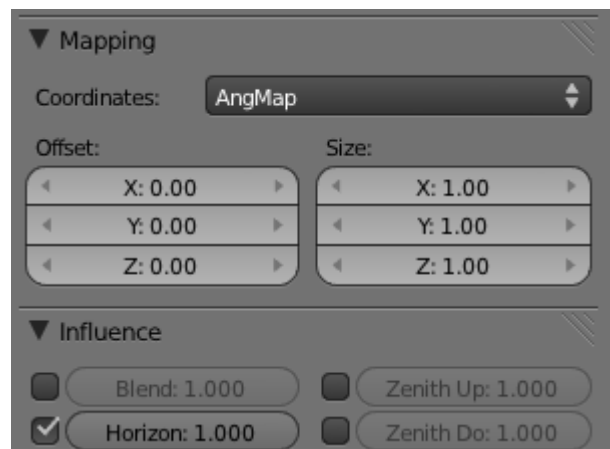 Mapping
Coordinates: AngMap
Offset: Size:
X: 0.00 X: 1.00
Y: 0.00 Y: 1.00
Z: 0.00 Z: 1.00
Influence
Blend: 1.000 Zenith Up: 1.000
Horizon: 1.000 Zenith Do: 1.000